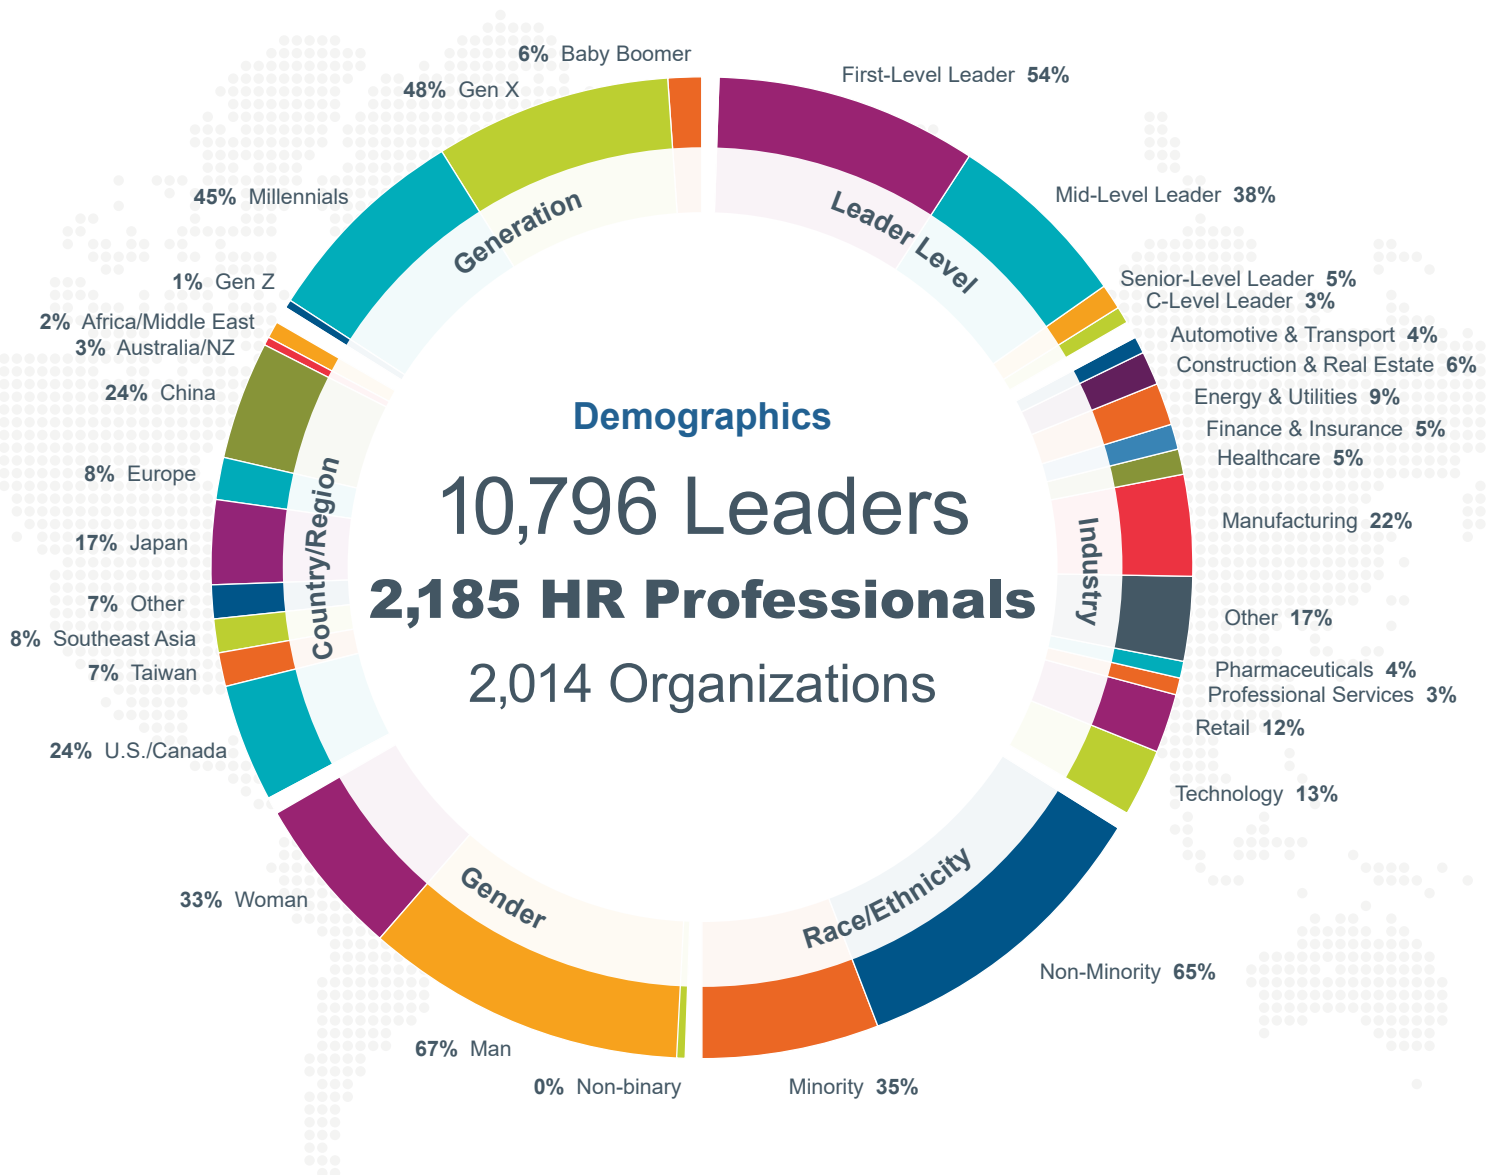 6% Baby Boomer
48% Gen X
45% Millennials
1% Gen Z
Generation
First-Level Leader 54%
Mid-Level Leader 38%
Senior-Level Leader 5%
C-Level Leader 3%
Leader Level
2% Africa/Middle East
3% Australia/NZ
24% China
8% Europe
17% Japan
7% Other
8% Southeast Asia
7% Taiwan
24% U.S./Canada
Country/Region
Demographics
10,796 Leaders
2,185 HR Professionals
2,014 Organizations
Automotive & Transport 4%
Construction & Real Estate 6%
Energy & Utilities 9%
Finance & Insurance 5%
Healthcare 5%
Manufacturing 22%
Other 17%
Pharmaceuticals 4%
Professional Services 3%
Retail 12%
Technology 13%
Industry
33% Woman
67% Man
0% Non-binary
Gender
Race/Ethnicity
Non-Minority 65%
Minority 35%